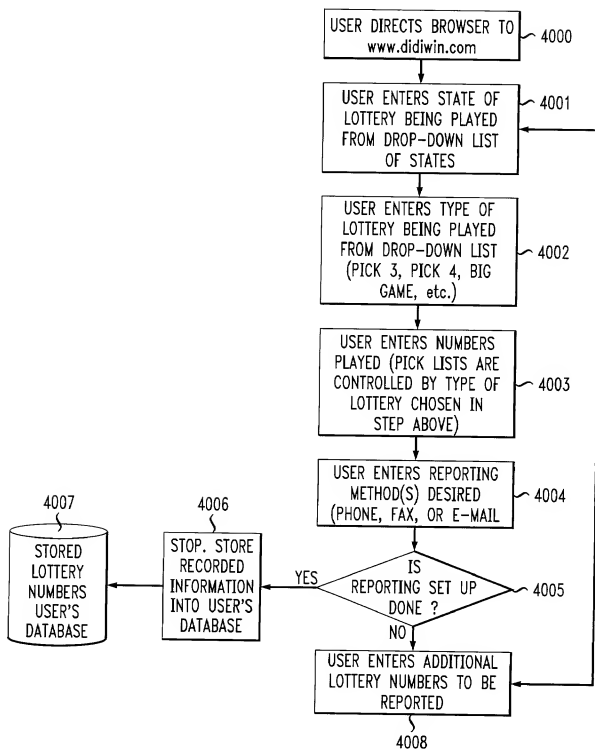 USER DIRECTS BROWSER TO
www.didiwin.com
4000
USER ENTERS STATE OF
LOTTERY BEING PLAYED
FROM DROP-DOWN LIST
OF STATES
4001
USER ENTERS TYPE OF
LOTTERY BEING PLAYED
FROM DROP-DOWN LIST
(PICK 3, PICK 4, BIG
GAME, etc.)
4002
USER ENTERS NUMBERS
PLAYED (PICK LISTS ARE
CONTROLLED BY TYPE OF
LOTTERY CHOSEN IN
STEP ABOVE)
4003
USER ENTERS REPORTING
METHOD(S) DESIRED
(PHONE, FAX, OR E-MAIL
4004
IS
REPORTING SET UP
DONE ?
4005
YES
4006
STOP. STORE
RECORDED
INFORMATION
INTO USER'S
DATABASE
4007
STORED
LOTTERY
NUMBERS
USER'S
DATABASE
NO
USER ENTERS ADDITIONAL
LOTTERY NUMBERS TO BE
REPORTED
4008